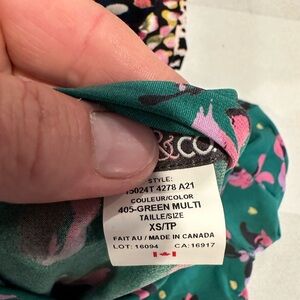 &CO.
STYLE:
15024T 4278 A21
COULEUR/COLOR
405-GREEN MULTI
TAILLE/SIZE
XS/TP
FAIT AU / MADE IN CANADA
LOT: 16094 CA:16917